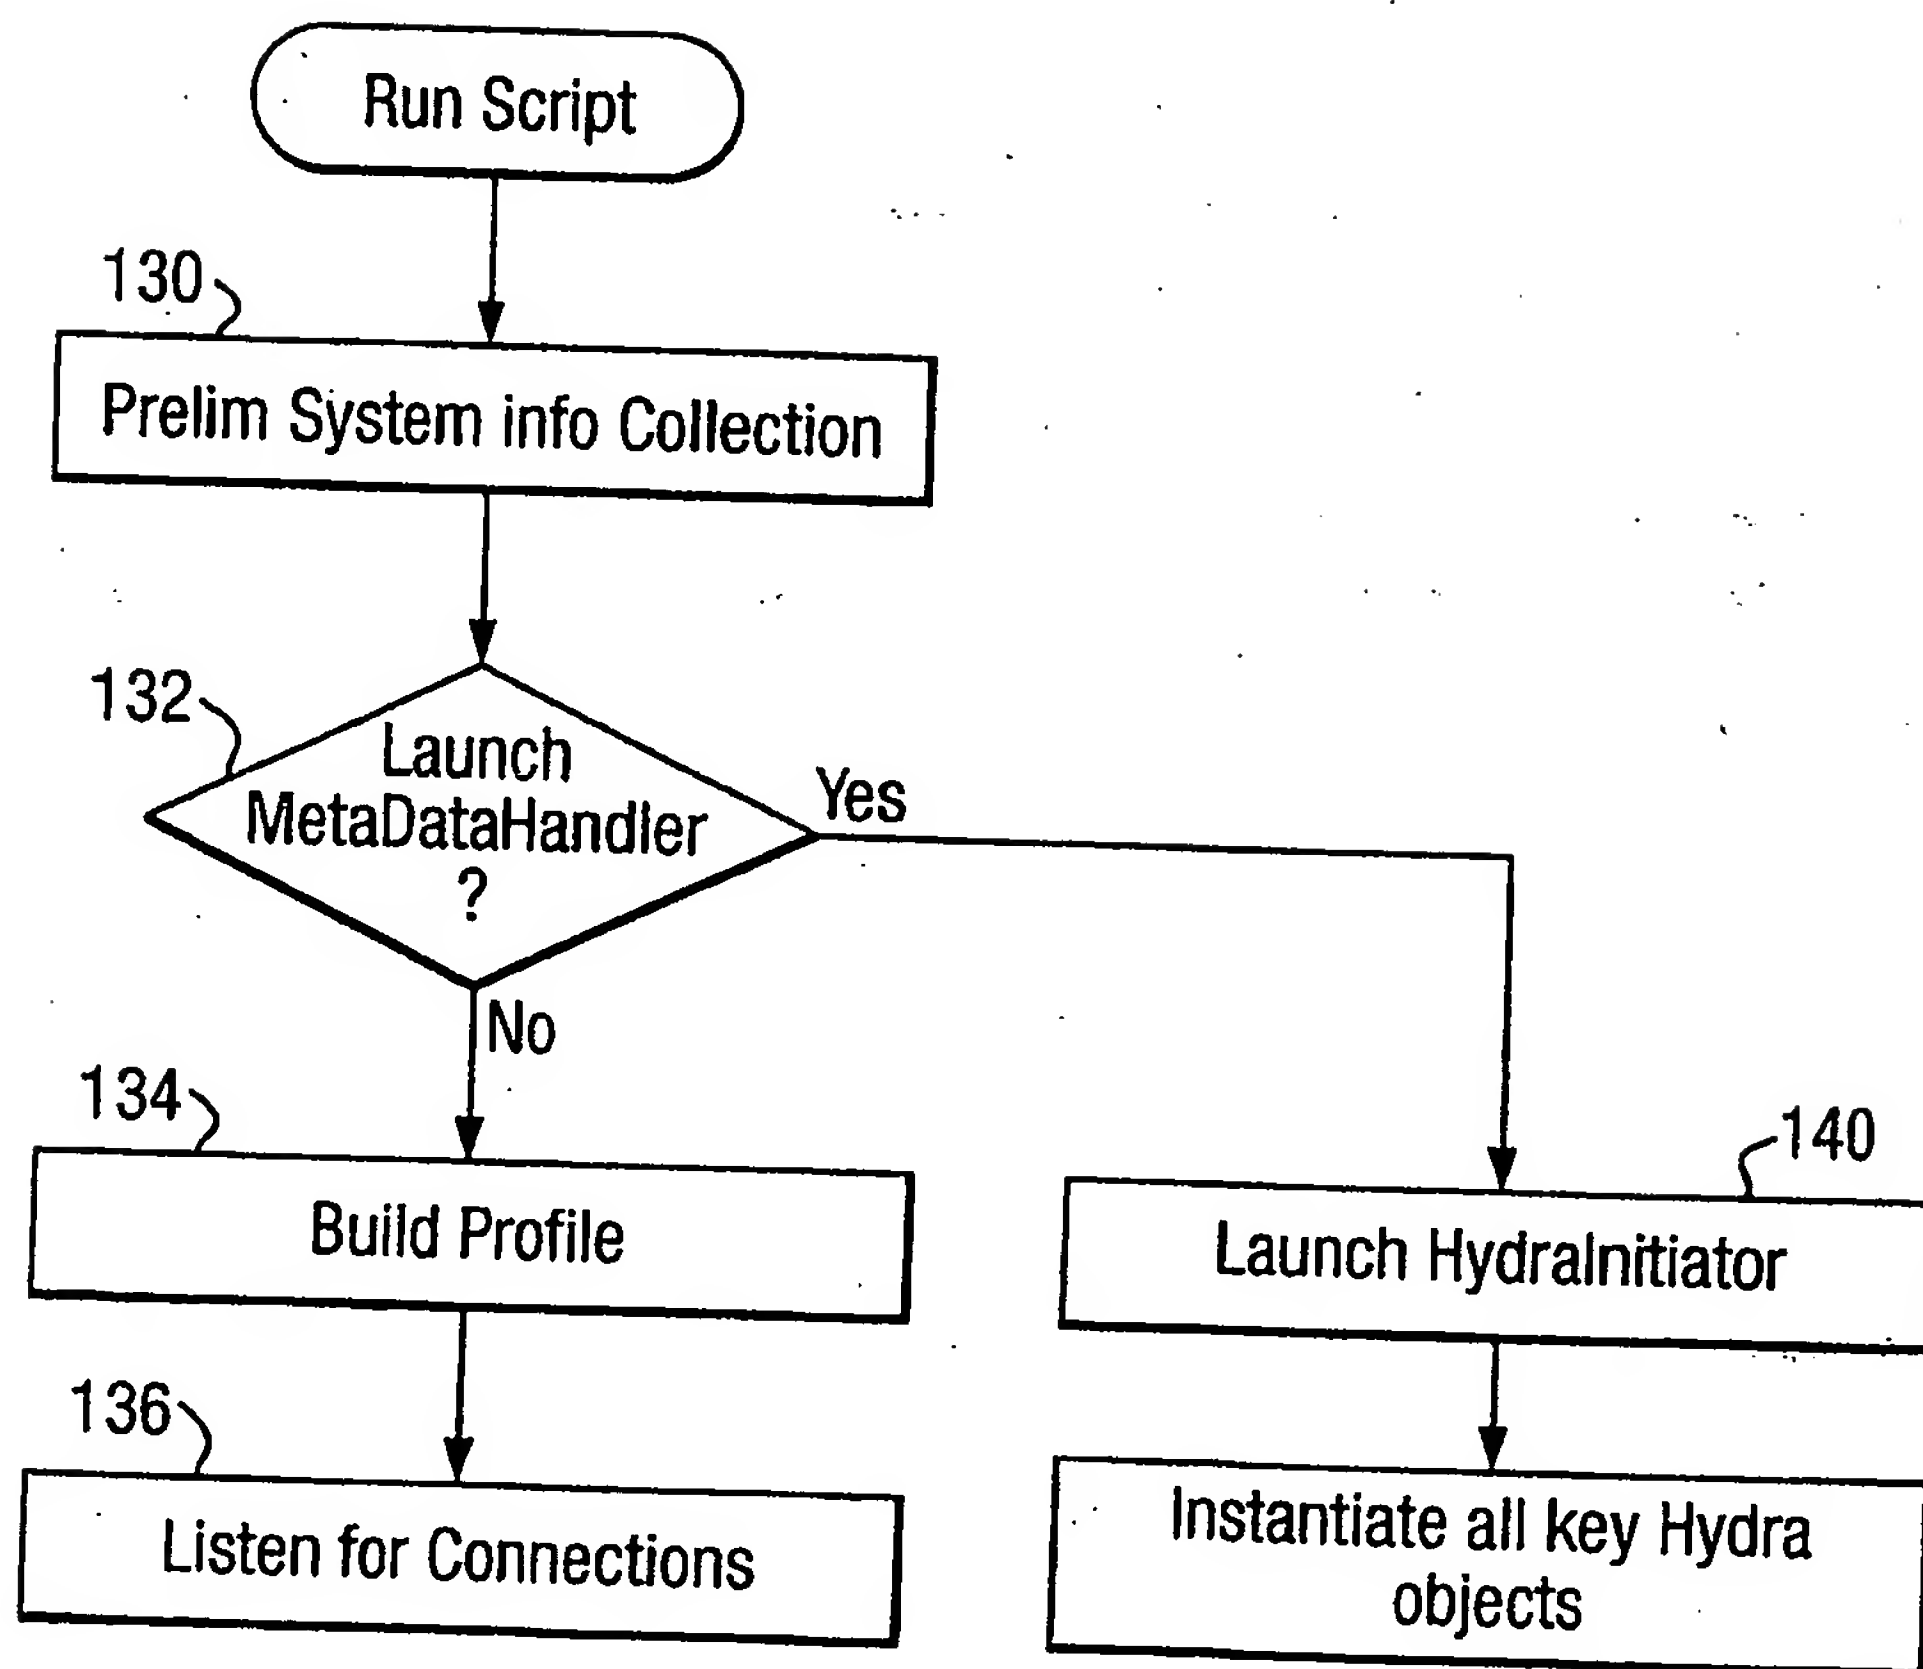 Run Script
130
Prelim System info Collection
132
Launch
MetaDataHandler
?
Yes
No
134
Build Profile
140
Launch HydraInitiator
136
Listen for Connections
Instantiate all key Hydra
objects